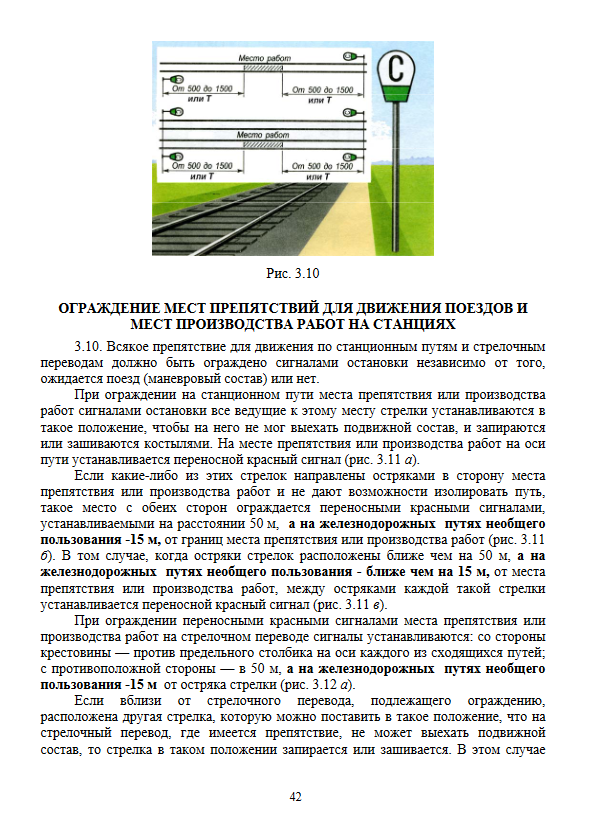 Место работ
От 500 до 1500
или Т
От 500 до 1500
или Т
С
Место работ
От 500 до 1500
или Т
От 500 до 1500
или Т
Рис. 3.10
ОГРАЖДЕНИЕ МЕСТ ПРЕПЯТСТВИЙ ДЛЯ ДВИЖЕНИЯ ПОЕЗДОВ И
МЕСТ ПРОИЗВОДСТВА РАБОТ НА СТАНЦИЯХ
3.10. Всякое препятствие для движения по станционным путям и стрелочным
переводам должно быть ограждено сигналами остановки независимо от того,
ожидается поезд (маневровый состав) или нет.
При ограждении на станционном пути места препятствия или производства
работ сигналами остановки все ведущие к этому месту стрелки устанавливаются в
такое положение, чтобы на него не мог выехать подвижной состав, и запираются
или зашиваются костылями. На месте препятствия или производства работ на оси
пути устанавливается переносной красный сигнал (рис. 3.11 а).
Если какие-либо из этих стрелок направлены остряками в сторону места
препятствия или производства работ и не дают возможности изолировать путь,
такое место с обеих сторон ограждается переносными красными сигналами,
устанавливаемыми на расстоянии 50 м, а на железнодорожных путях необщего
пользования -15 м, от границ места препятствия или производства работ (рис. 3.11
б). В том случае, когда остряки стрелок расположены ближе чем на 50 м, а на
железнодорожных путях необщего пользования - ближе чем на 15 м, от места
препятствия или производства работ, между остряками каждой такой стрелки
устанавливается переносной красный сигнал (рис. 3.11 в).
При ограждении переносными красными сигналами места препятствия или
производства работ на стрелочном переводе сигналы устанавливаются: со стороны
крестовины — против предельного столбика на оси каждого из сходящихся путей;
с противоположной стороны — в 50 м, а на железнодорожных путях необщего
пользования -15 м от остряка стрелки (рис. 3.12 а).
Если вблизи от стрелочного перевода, подлежащего ограждению,
расположена другая стрелка, которую можно поставить в такое положение, что на
стрелочный перевод, где имеется препятствие, не может выехать подвижной
состав, то стрелка в таком положении запирается или зашивается. В этом случае
42